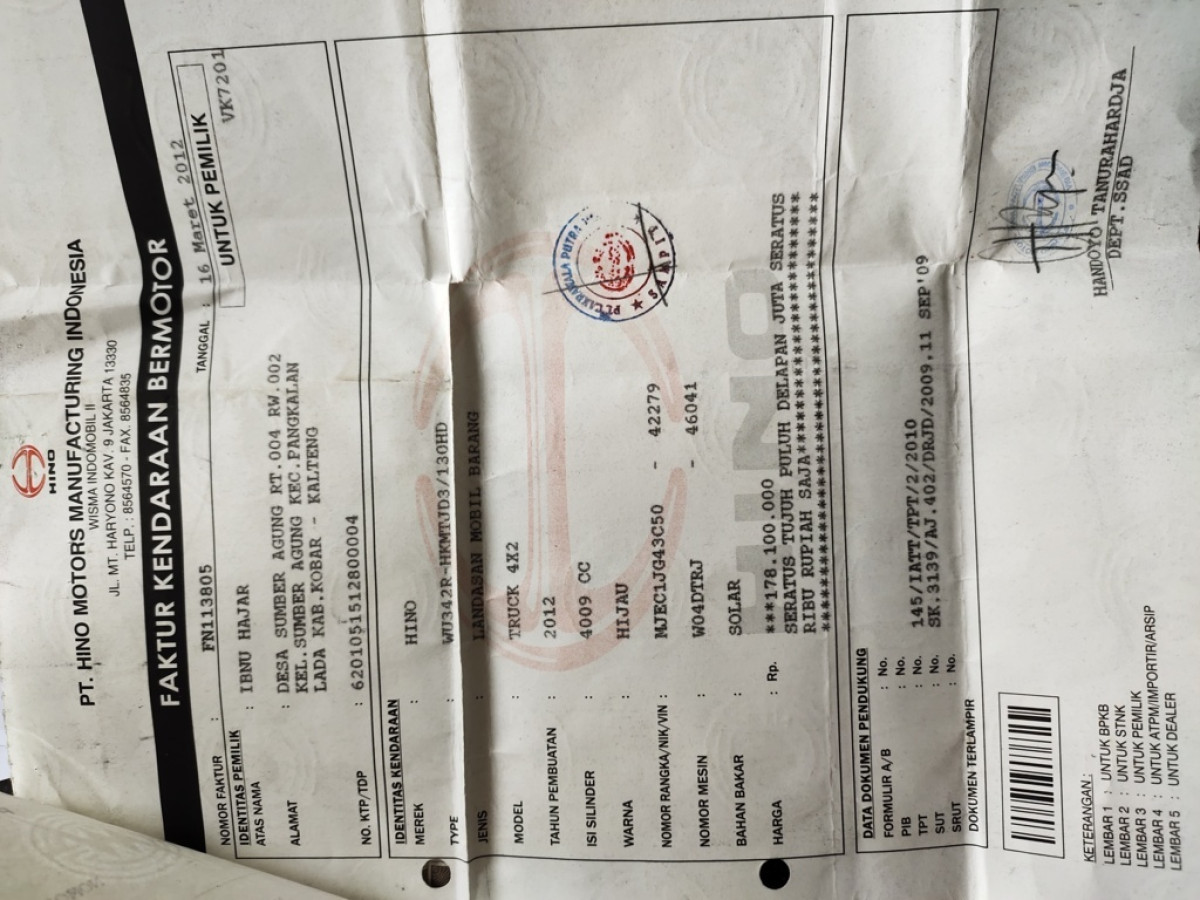 HINO
PT. HINO MOTORS MANUFACTURING INDONESIA
WISMA INDOMOBIL II
JL. MT. HARYONO KAV. 9 JAKARTA 13330
TELP. : 8564570 - FAX. 8564835
FAKTUR KENDARAAN BERMOTOR
TANGGAL : 16 Maret 2012
UNTUK PEMILIK
VK7201
NOMOR FAKTUR : FN113805
IDENTITAS PEMILIK
ATAS NAMA : IBNU HAJAR
ALAMAT : DESA SUMBER AGUNG RT.004 RW.002
KEL.SUMBER AGUNG KEC.PANGKALAN
LADA KAB.KOBAR - KALTENG
NO. KTP/TDP : 6201051512800004
IDENTITAS KENDARAAN
MEREK : HINO
TYPE : WU342R-HKMTJD3/130HD
JENIS : LANDASAN MOBIL BARANG
MODEL : TRUCK 4X2
TAHUN PEMBUATAN : 2012
ISI SILINDER : 4009 CC
WARNA : HIJAU
NOMOR RANGKA/NIK/VIN : MJEC1JG43C50 - 42279
NOMOR MESIN : W04DTRJ - 46041
BAHAN BAKAR : SOLAR
HARGA : Rp. ***178.100.000
SERATUS TUJUH PULUH DELAPAN JUTA SERATUS
RIBU RUPIAH SAJA**************************
******************************************
HINO
SAMPIT
DATA DOKUMEN PENDUKUNG
FORMULIR A/B : No.
PIB : No.
TPT : No. 145/IATT/TPT/2/2010
SUT : No. SK.3139/AJ.402/DRJD/2009.11 SEP'09
SRUT : No.
DOKUMEN TERLAMPIR
HANDOYO TANURAHARDJA
DEPT.SSAD
KETERANGAN :
LEMBAR 1 : UNTUK BPKB
LEMBAR 2 : UNTUK STNK
LEMBAR 3 : UNTUK PEMILIK
LEMBAR 4 : UNTUK ATPM/IMPORTIR/ARSIP
LEMBAR 5 : UNTUK DEALER